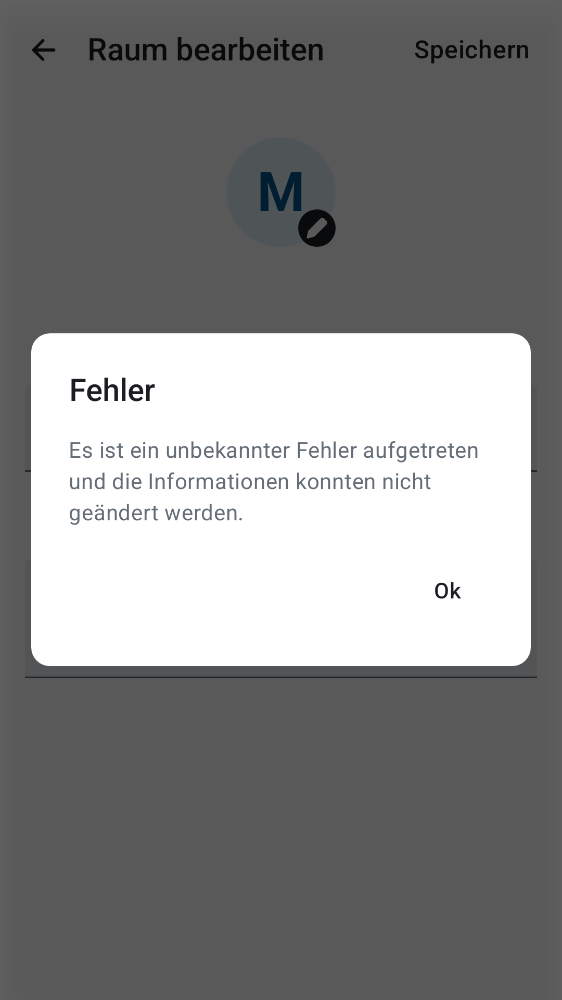 Raum bearbeiten
Speichern
M
Fehler
Es ist ein unbekannter Fehler aufgetreten
und die Informationen konnten nicht
geändert werden.
Ok